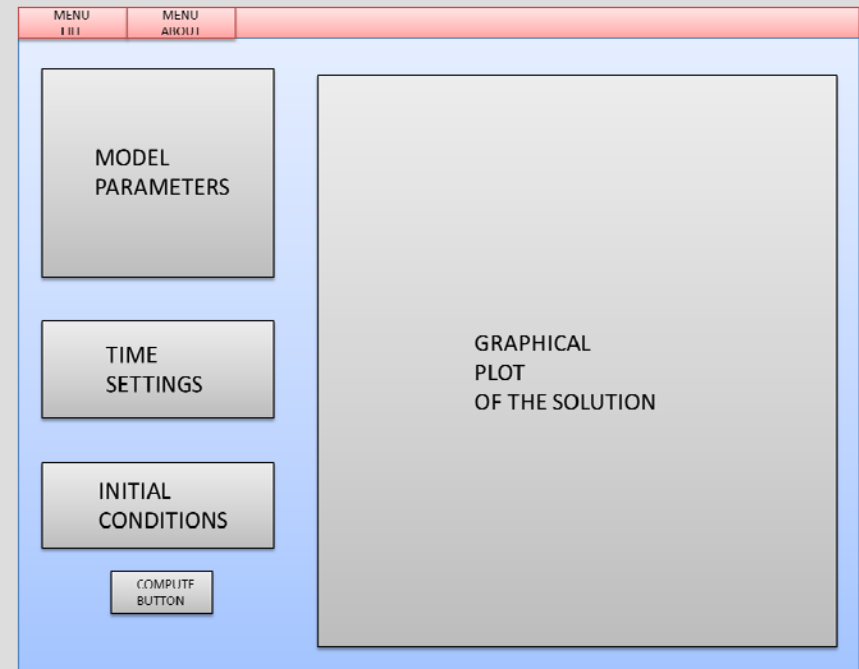 MENU
MENU
ABOUT
MODEL
PARAMETERS
TIME
SETTINGS
INITIAL
CONDITIONS
COMPUTE
BUTTON
GRAPHICAL
PLOT
OF THE SOLUTION